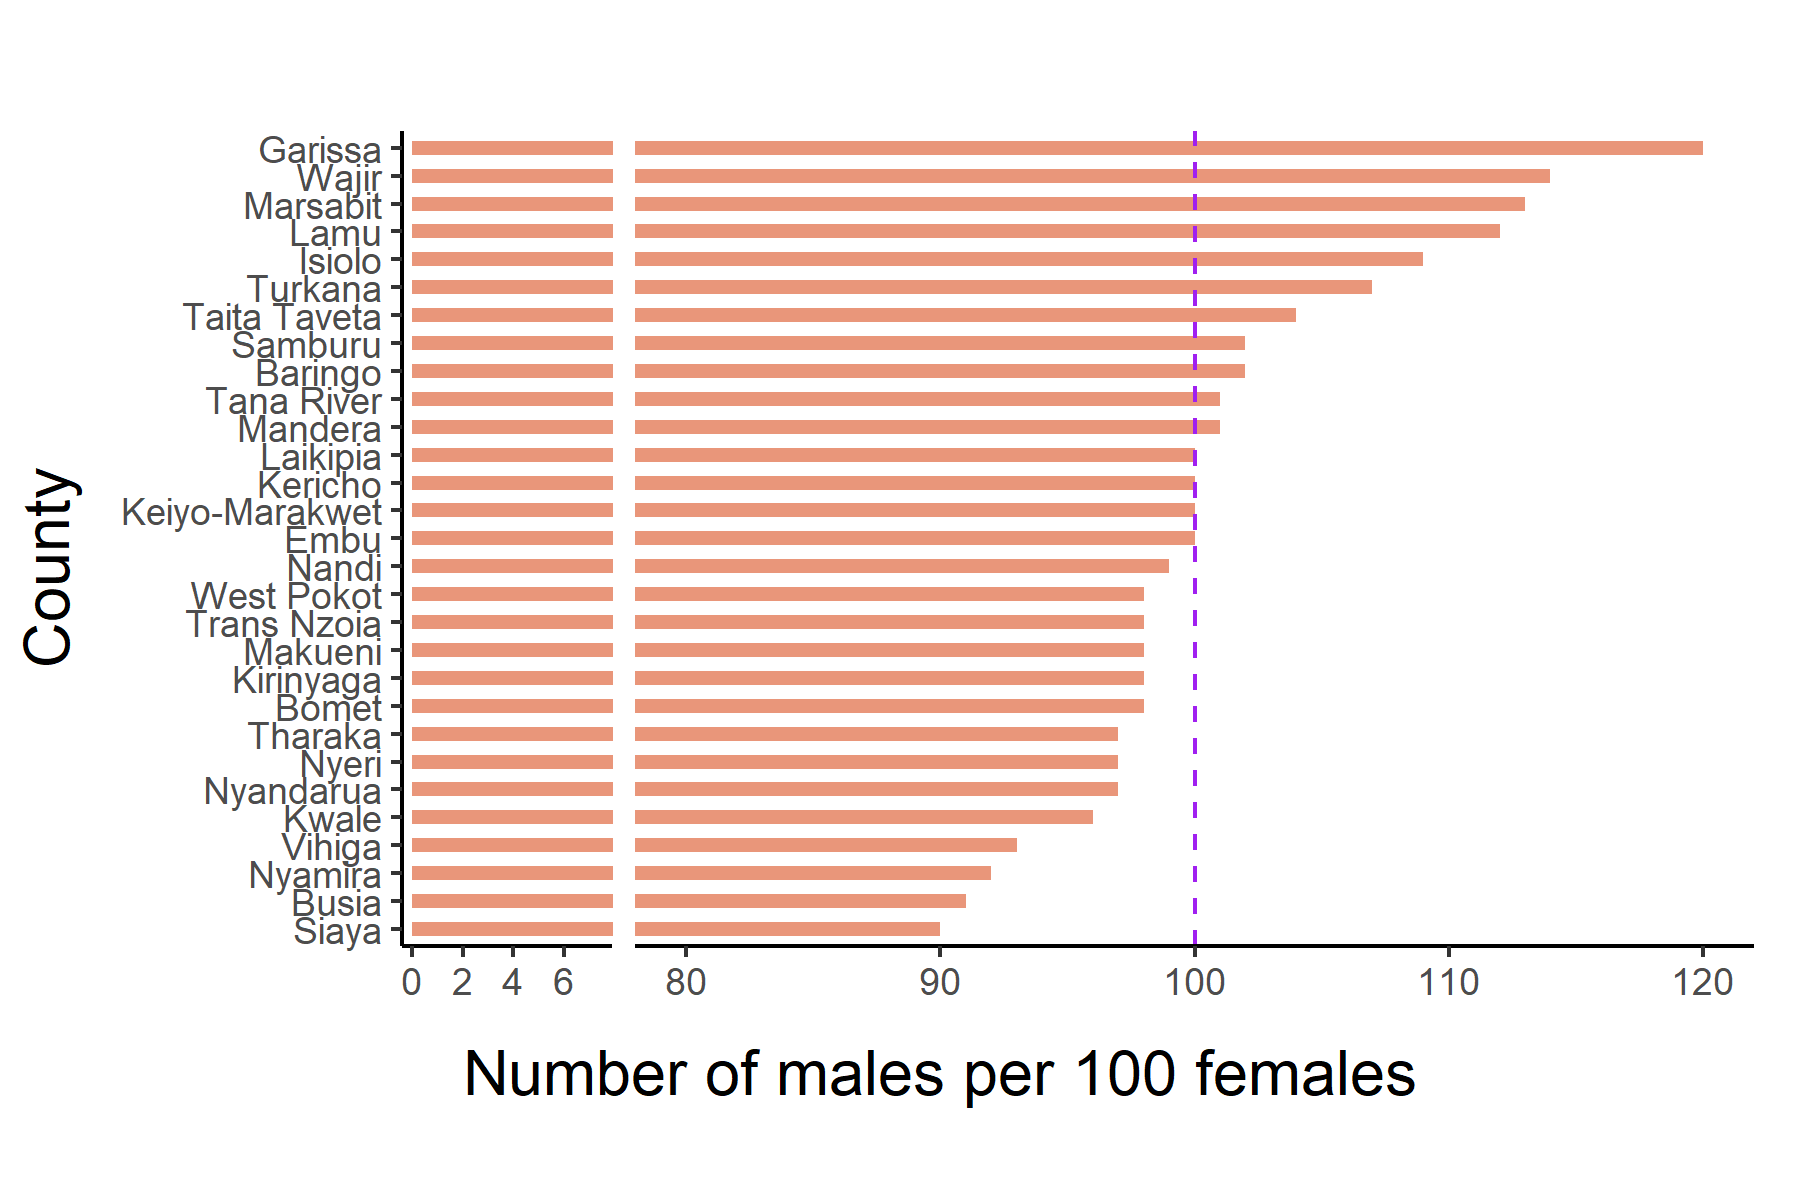 Garissa
Wajir
Marsabit
Lamu
Isiolo
Turkana
Taita Taveta
Samburu
Baringo
Tana River
Mandera
Laikipia
Kericho
Keiyo-Marakwet
Embu
Nandi
West Pokot
Trans Nzoia
Makueni
Kirinyaga
Bomet
Tharaka
Nyeri
Nyandarua
Kwale
Vihiga
Nyamira
Busia
Siaya
County
0 2 4 6 80 90 100 110 120
Number of males per 100 females